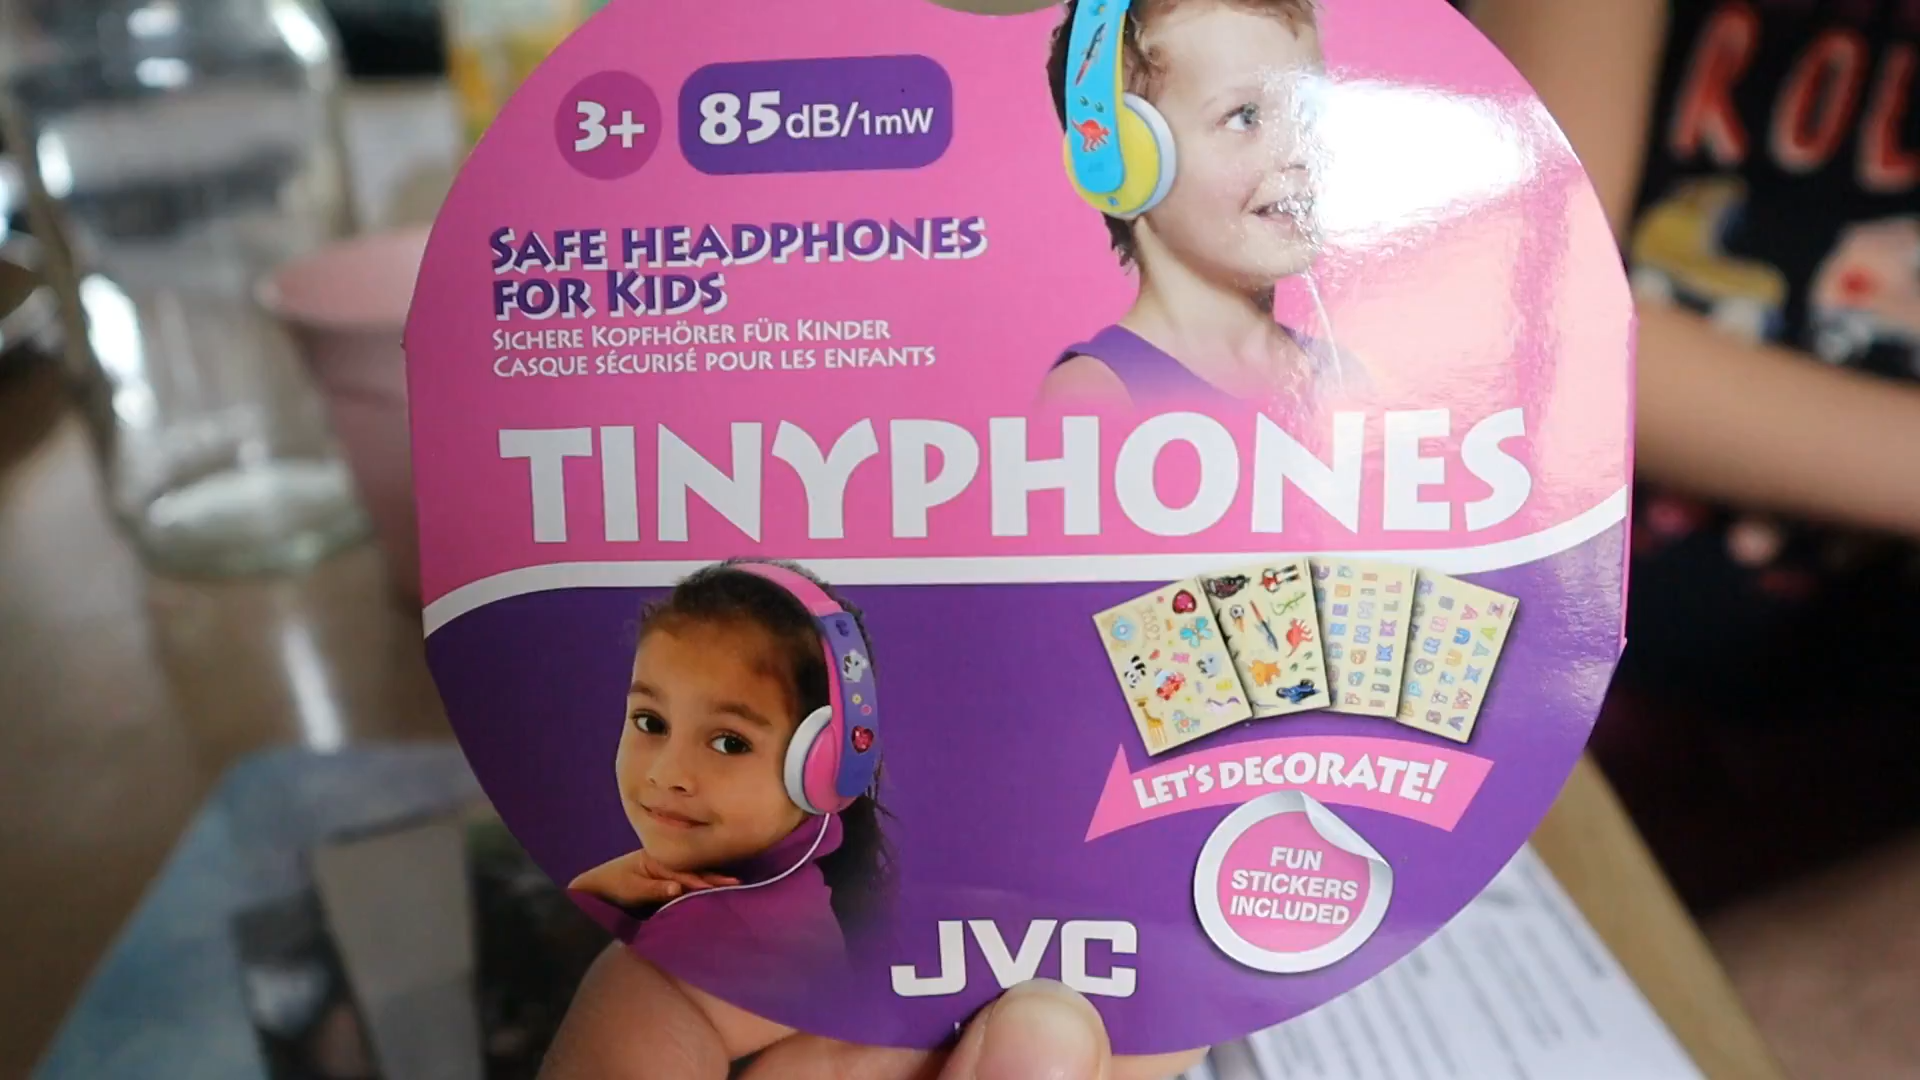 3+
85dB/1mW
SAFE HEADPHONES
FOR KIDS
SICHERE KOPFHÖRER FÜR KINDER
CASQUE SÉCURISÉ POUR LES ENFANTS
TINYPHONES
LET'S DECORATE!
FUN
STICKERS
INCLUDED
JVC
ROL